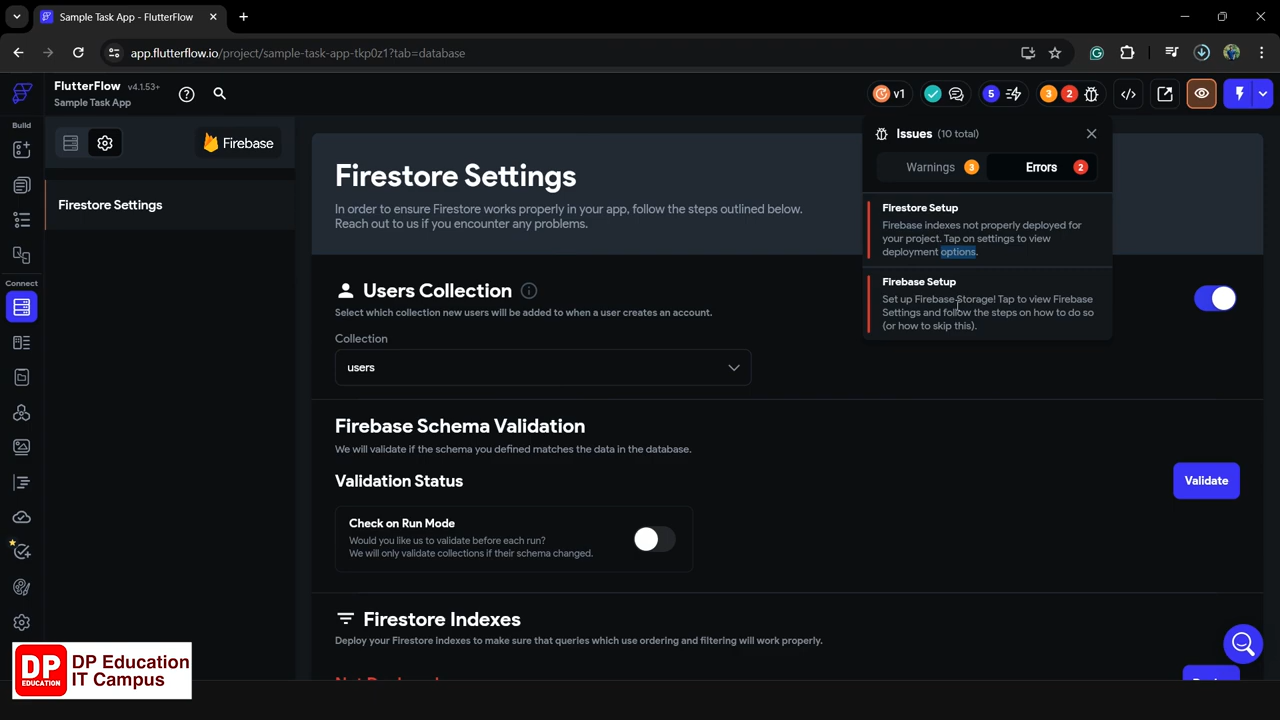 Sample Task App - FlutterFlow
app.flutterflow.io/project/sample-task-app-tkp0z1?tab=database
FlutterFlow v4.1.53+
Sample Task App
v1
5
3 2
Build
Firebase
Firestore Settings
Connect
Firestore Settings
In order to ensure Firestore works properly in your app, follow the steps outlined below.
Reach out to us if you encounter any problems.
Issues (10 total)
Warnings 3
Errors 2
Firestore Setup
Firebase indexes not properly deployed for
your project. Tap on settings to view
deployment options.
Firebase Setup
Set up Firebase Storage! Tap to view Firebase
Settings and follow the steps on how to do so
(or how to skip this).
Users Collection
Select which collection new users will be added to when a user creates an account.
Collection
users
Firebase Schema Validation
We will validate if the schema you defined matches the data in the database.
Validation Status
Validate
Check on Run Mode
Would you like us to validate before each run?
We will only validate collections if their schema changed.
Firestore Indexes
Deploy your Firestore indexes to make sure that queries which use ordering and filtering will work properly.
DP
EDUCATION
DP Education
IT Campus